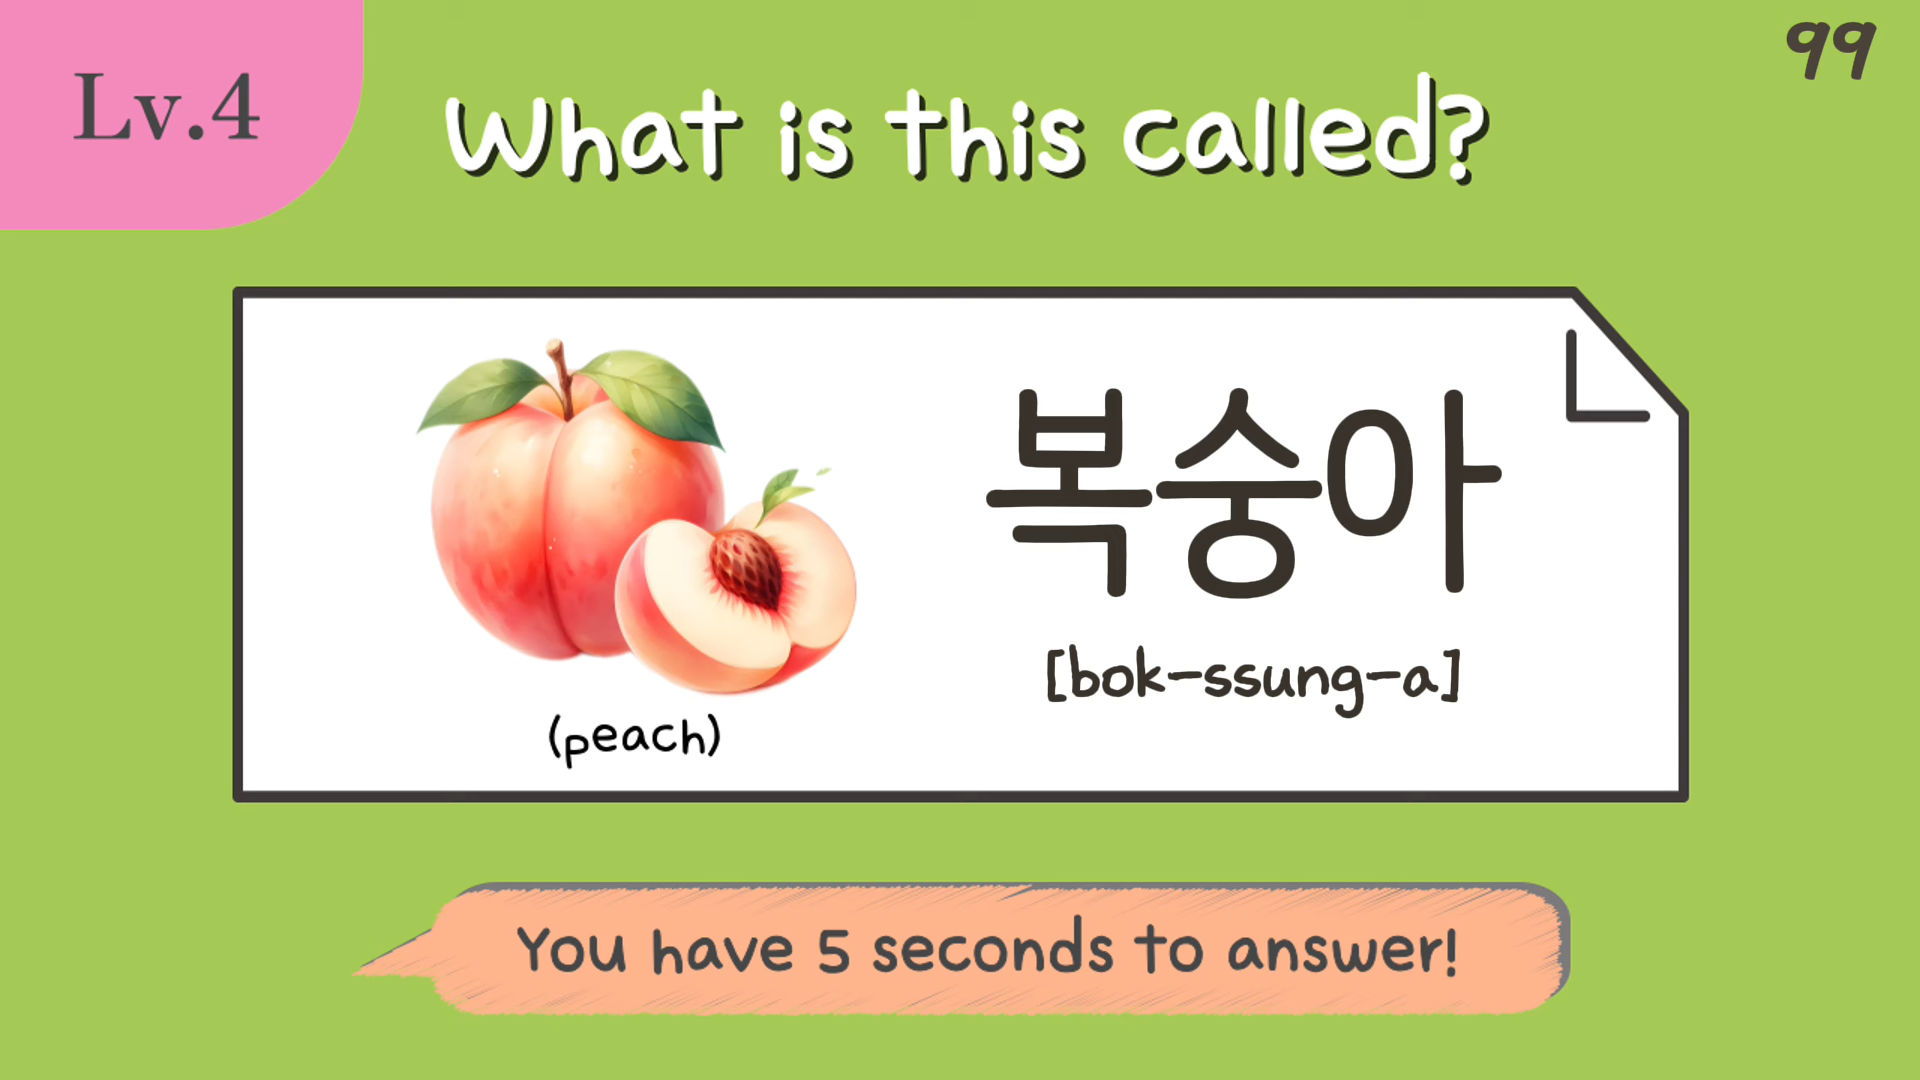 Lv.4
99
What is this called?
복숭아
[bok-ssung-a]
(peach)
You have 5 seconds to answer!